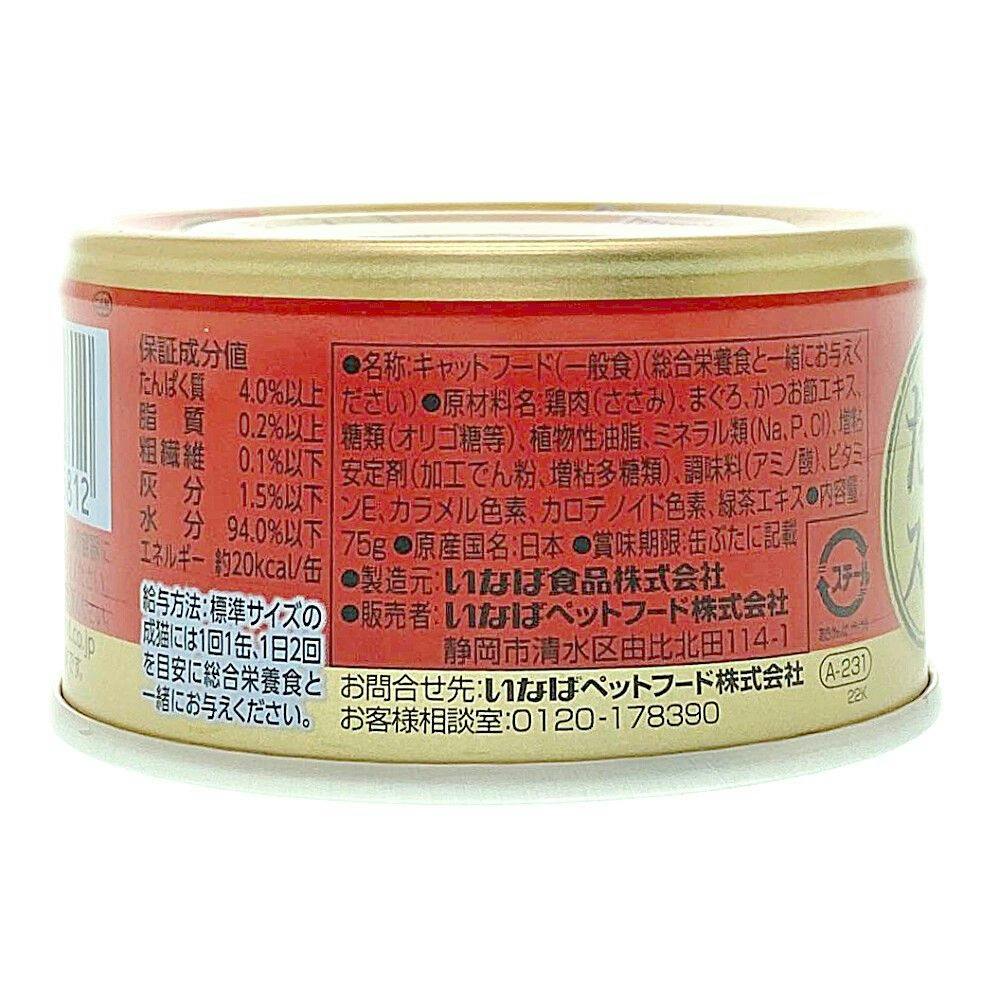 保証成分値
たんぱく質 4.0%以上
脂質 0.2%以上
粗繊維 0.1%以下
灰分 1.5%以下
水分 94.0%以下
エネルギー 約20kcal/缶
給与方法:標準サイズの
成猫には1回1缶、1日2回
を目安に総合栄養食と
一緒にお与えください。
●名称:キャットフード(一般食)(総合栄養食と一緒にお与えく
ださい)●原材料名:鶏肉(ささみ)、まぐろ、かつお節エキス、
糖類(オリゴ糖等)、植物性油脂、ミネラル類(Na,P,Cl)、増粘
安定剤(加工でん粉、増粘多糖類)、調味料(アミノ酸)、ビタミ
ンE、カラメル色素、カロテノイド色素、緑茶エキス●内容量
75g●原産国名:日本●賞味期限:缶ぶたに記載
●製造元:いなば食品株式会社
●販売者:いなばペットフード株式会社
静岡市清水区由比北田114-1
お問合せ先:いなばペットフード株式会社
お客様相談室:0120-178390
スチール
A-231
22K
312
co.jp
です。